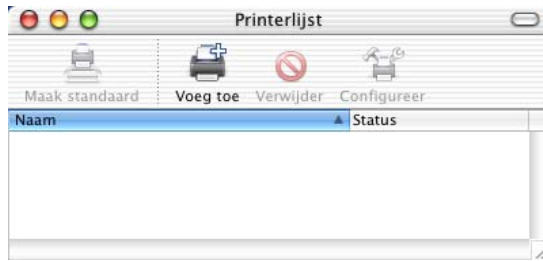 Printerlijst
Maak standaard Voeg toe Verwijder Configureer
Naam Status